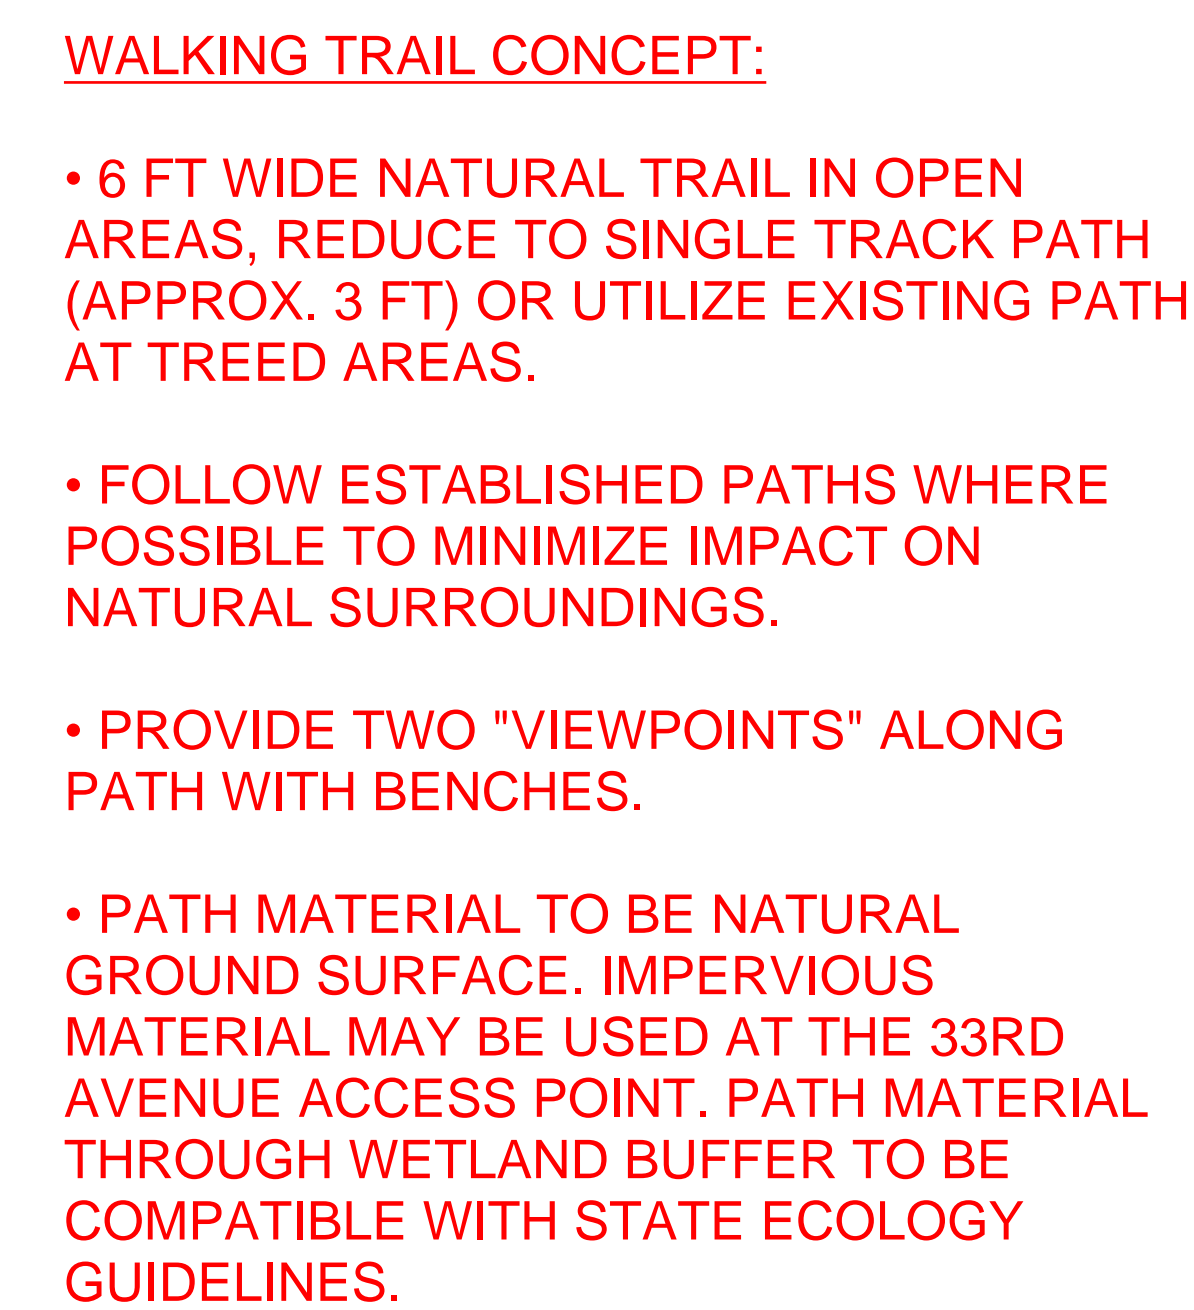 WALKING TRAIL CONCEPT:
• 6 FT WIDE NATURAL TRAIL IN OPEN
AREAS, REDUCE TO SINGLE TRACK PATH
(APPROX. 3 FT) OR UTILIZE EXISTING PATH
AT TREED AREAS.
• FOLLOW ESTABLISHED PATHS WHERE
POSSIBLE TO MINIMIZE IMPACT ON
NATURAL SURROUNDINGS.
• PROVIDE TWO "VIEWPOINTS" ALONG
PATH WITH BENCHES.
• PATH MATERIAL TO BE NATURAL
GROUND SURFACE. IMPERVIOUS
MATERIAL MAY BE USED AT THE 33RD
AVENUE ACCESS POINT. PATH MATERIAL
THROUGH WETLAND BUFFER TO BE
COMPATIBLE WITH STATE ECOLOGY
GUIDELINES.